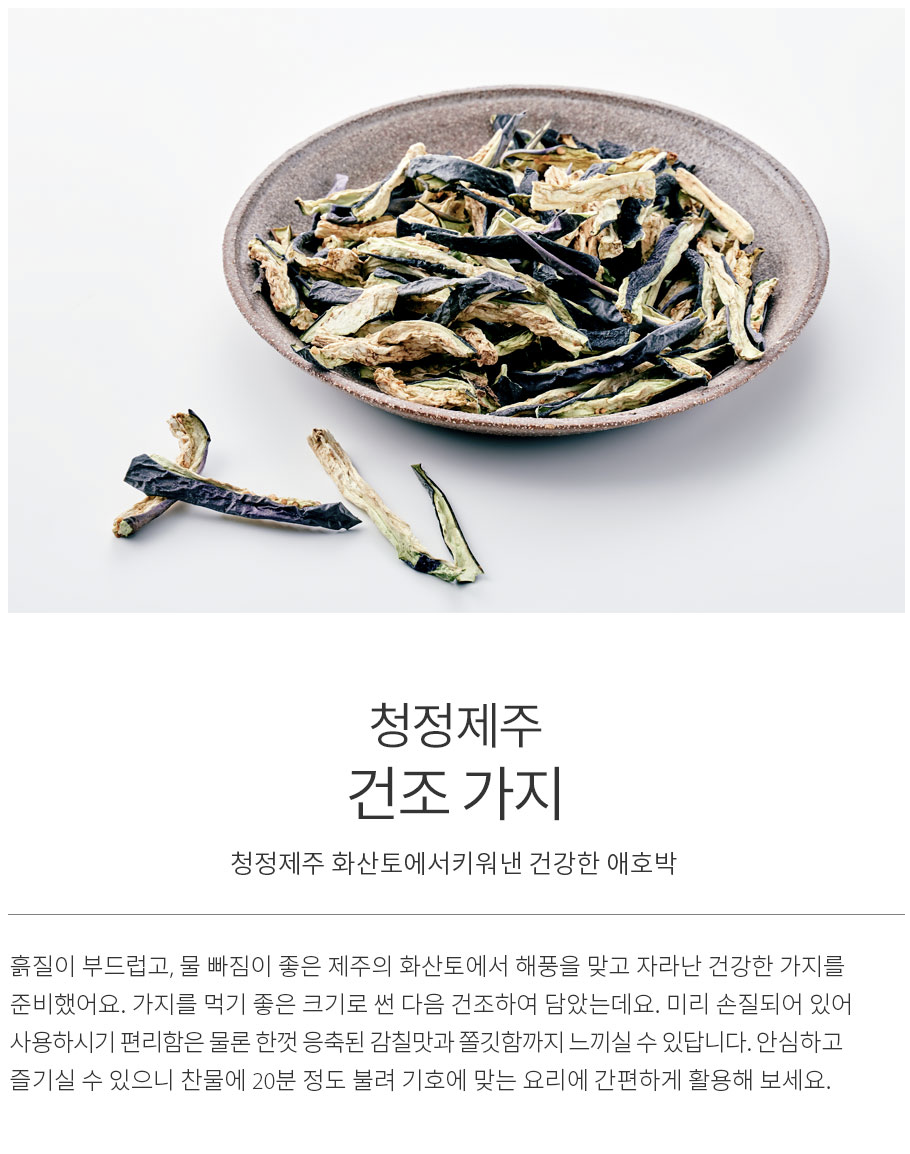 청정제주
건조 가지
청정제주 화산토에서키워낸 건강한 애호박
흙질이 부드럽고, 물 빠짐이 좋은 제주의 화산토에서 해풍을 맞고 자라난 건강한 가지를
준비했어요. 가지를 먹기 좋은 크기로 썬 다음 건조하여 담았는데요. 미리 손질되어 있어
사용하시기 편리함은 물론 한껏 응축된 감칠맛과 쫄깃함까지 느끼실 수 있답니다. 안심하고
즐기실 수 있으니 찬물에 20분 정도 불려 기호에 맞는 요리에 간편하게 활용해 보세요.